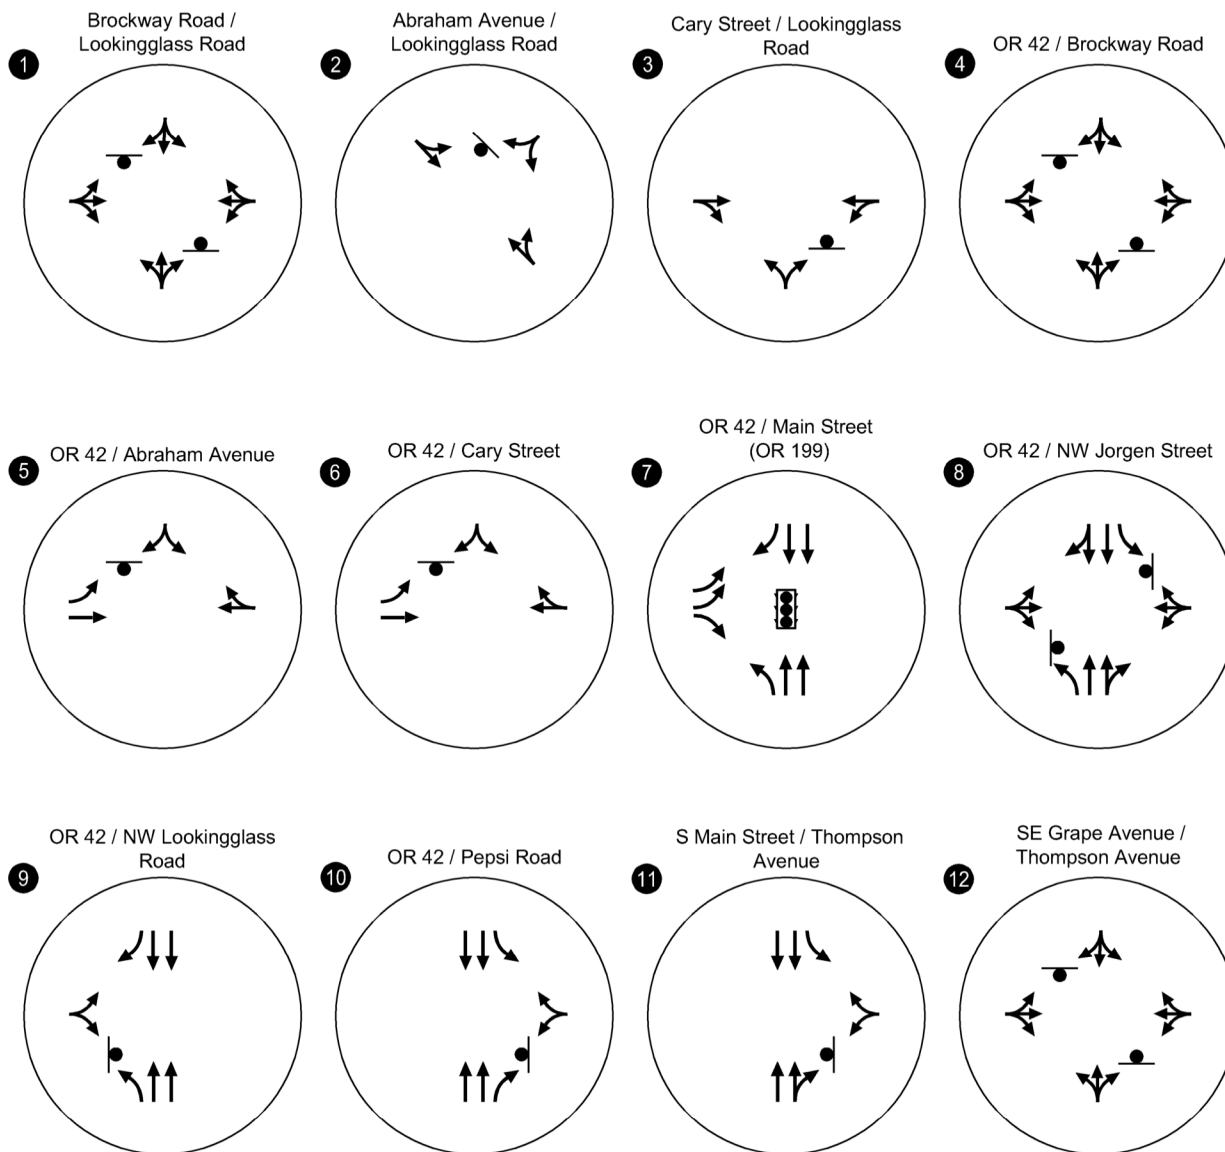 Brockway Road /
Lookingglass Road
1
Abraham Avenue /
Lookingglass Road
2
Cary Street / Lookingglass
Road
3
OR 42 / Brockway Road
4
OR 42 / Abraham Avenue
5
OR 42 / Cary Street
6
OR 42 / Main Street
(OR 199)
7
OR 42 / NW Jorgen Street
8
OR 42 / NW Lookingglass
Road
9
OR 42 / Pepsi Road
10
S Main Street / Thompson
Avenue
11
SE Grape Avenue /
Thompson Avenue
12